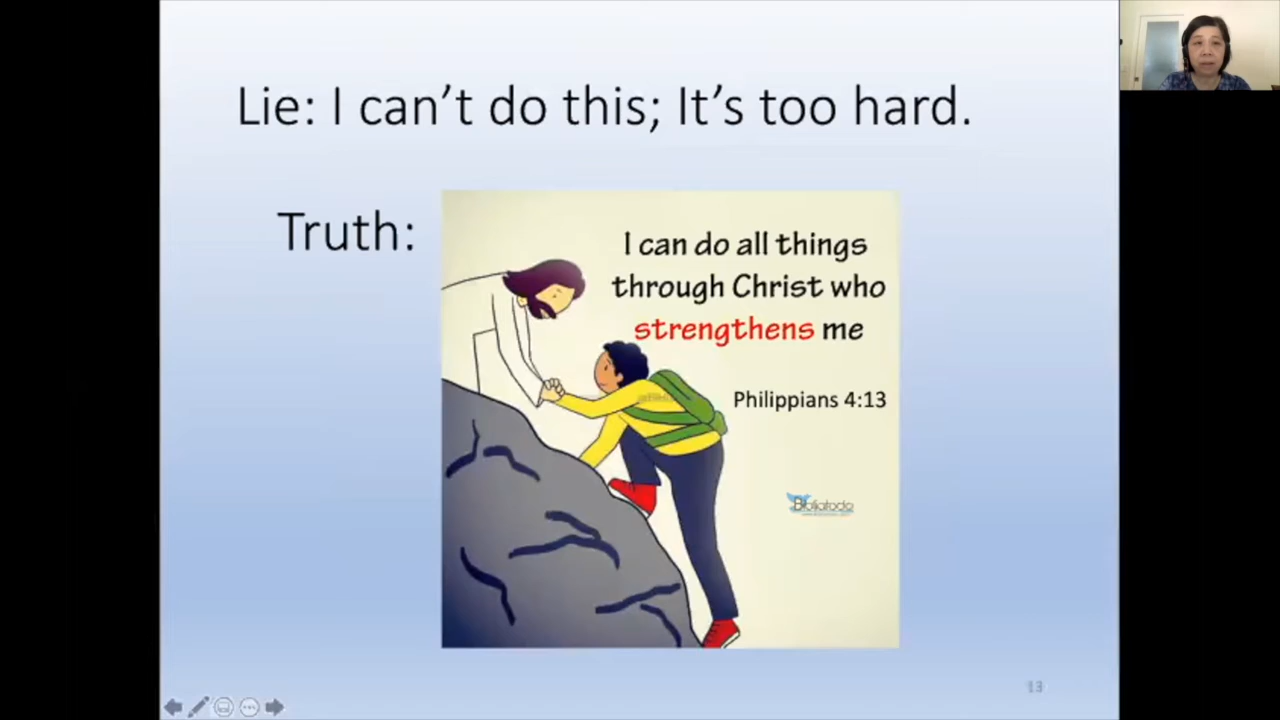 Lie: I can't do this; It's too hard.
Truth:
I can do all things
through Christ who
strengthens me
Philippians 4:13
Bibliatodo
13